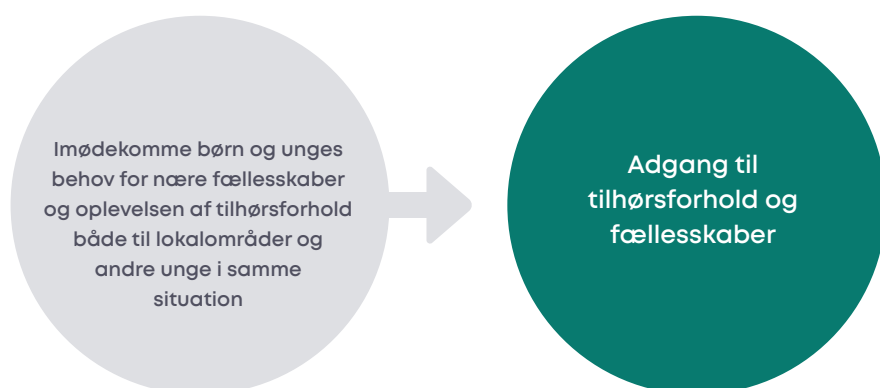 Imødekomme børn og unges
behov for nære fællesskaber
og oplevelsen af tilhørsforhold
både til lokalområder og
andre unge i samme
situation
Adgang til
tilhørsforhold og
fællesskaber